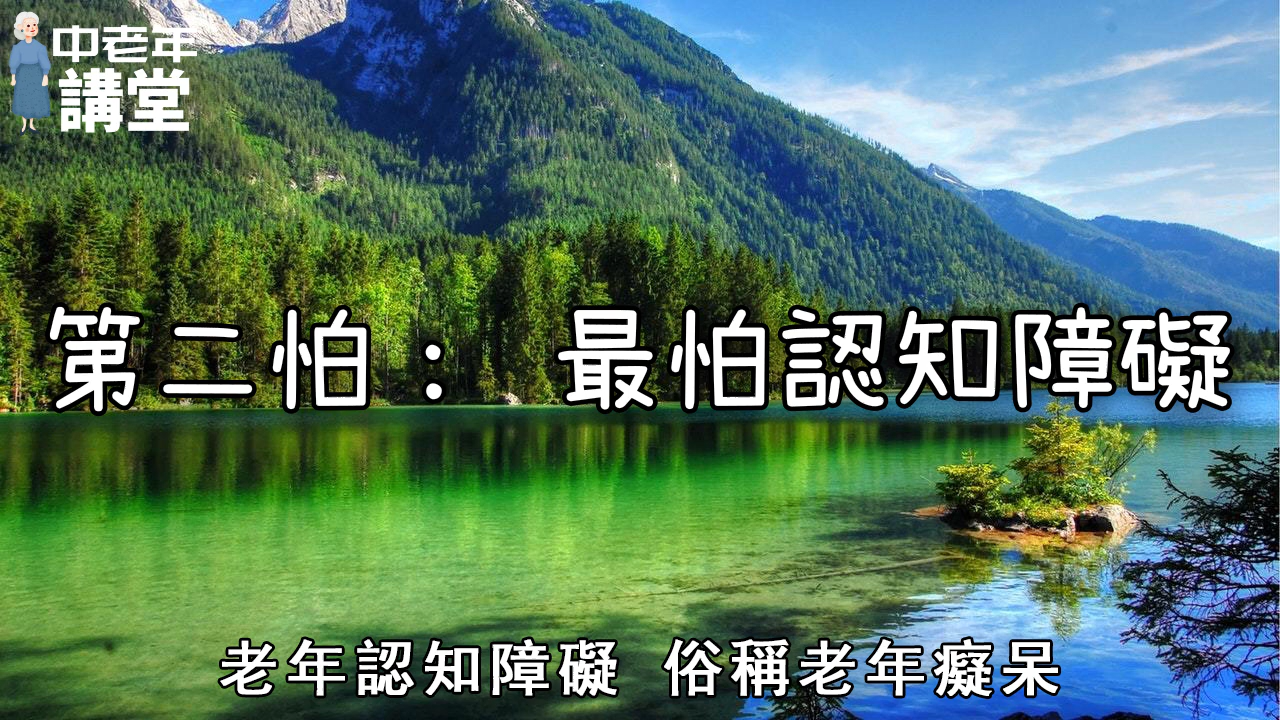 中老年
講堂
第二怕： 最怕認知障礙
老年認知障礙 俗稱老年癡呆